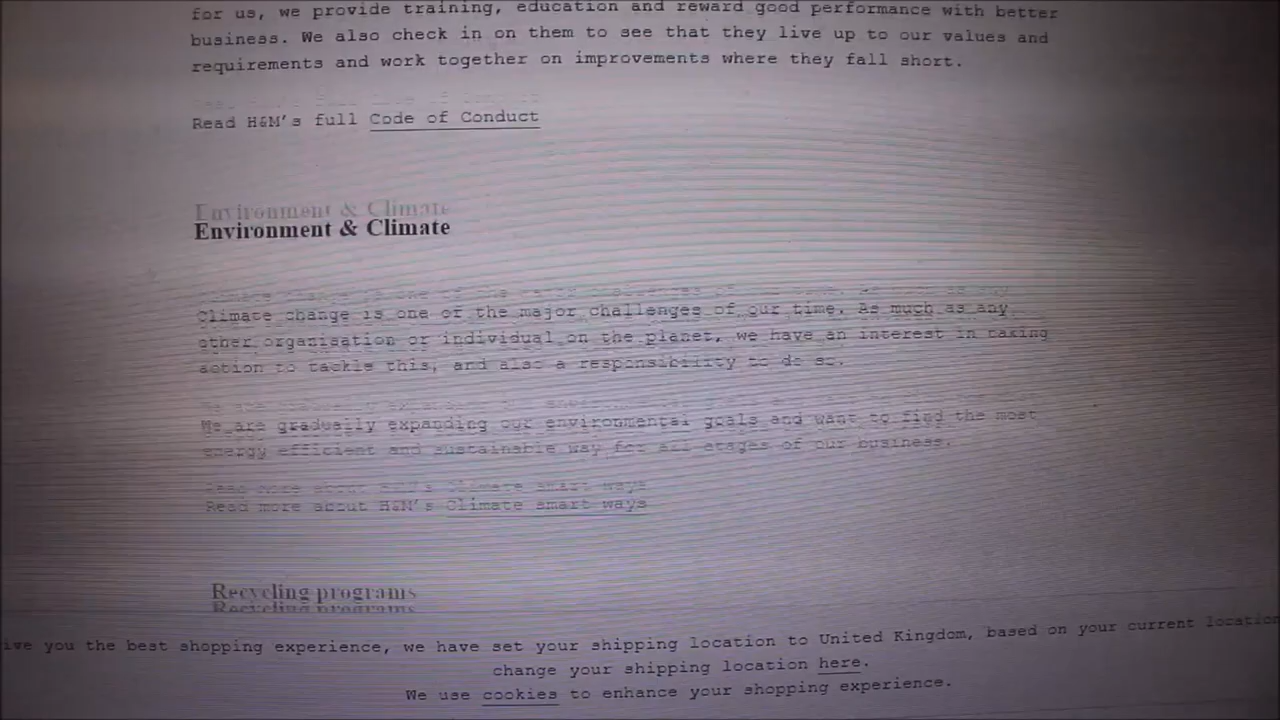 for us, we provide training, education and reward good performance with better
business. We also check in on them to see that they live up to our values and
requirements and work together on improvements where they fall short.
Read H&M's full Code of Conduct
Environment & Climate
Climate change is one of the major challenges of our time. As much as any
other organisation or individual on the planet, we have an interest in taking
action to tackle this, and also a responsibility to do so.
We are gradually expanding our environmental goals and want to find the most
energy efficient and sustainable way for all stages of our business.
Read more about H&M's Climate smart ways
Recycling programs
ive you the best shopping experience, we have set your shipping location to United Kingdom, based on your current location
change your shipping location here.
We use cookies to enhance your shopping experience.